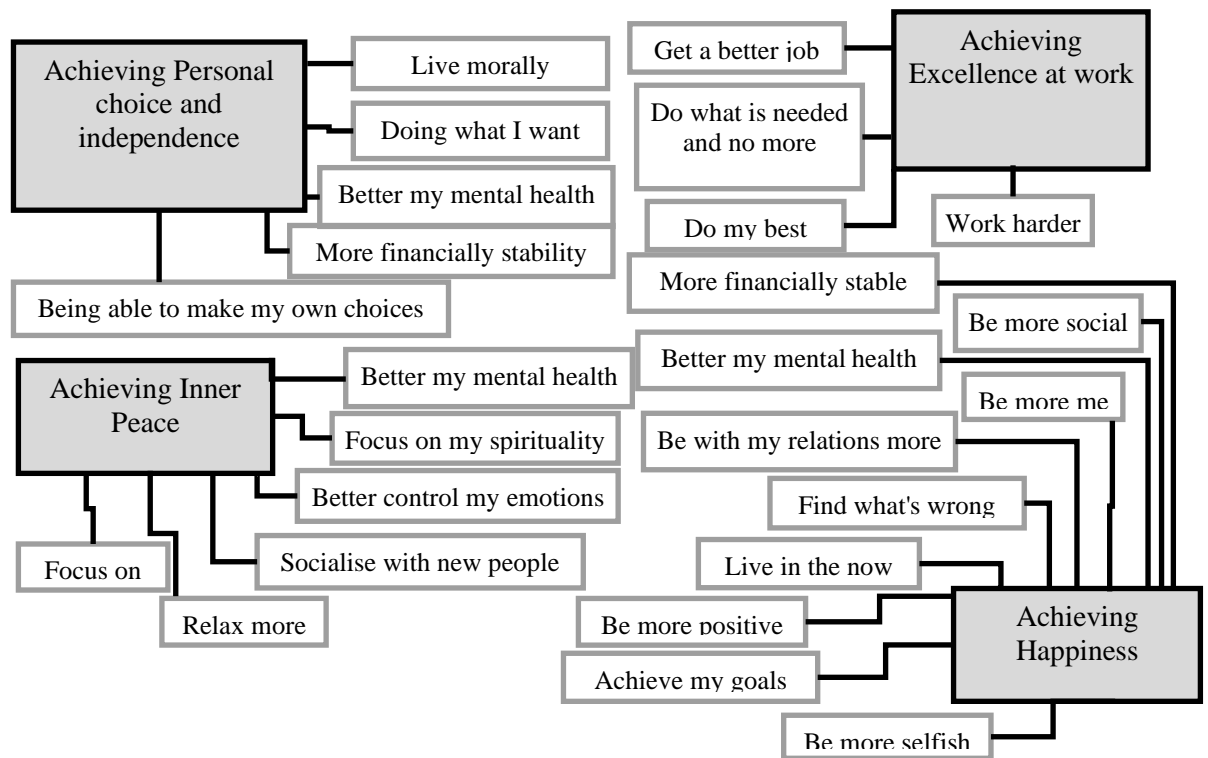 Achieving Personal
choice and
independence
Live morally
Doing what I want
Better my mental health
More financially stability
Being able to make my own choices
Get a better job
Achieving
Excellence at work
Do what is needed
and no more
Do my best
Work harder
Achieving Inner
Peace
Better my mental health
Focus on my spirituality
Better control my emotions
Socialise with new people
Focus on
Relax more
More financially stable
Be more social
Better my mental health
Be more me
Be with my relations more
Find what's wrong
Live in the now
Be more positive
Achieve my goals
Achieving
Happiness
Be more selfish